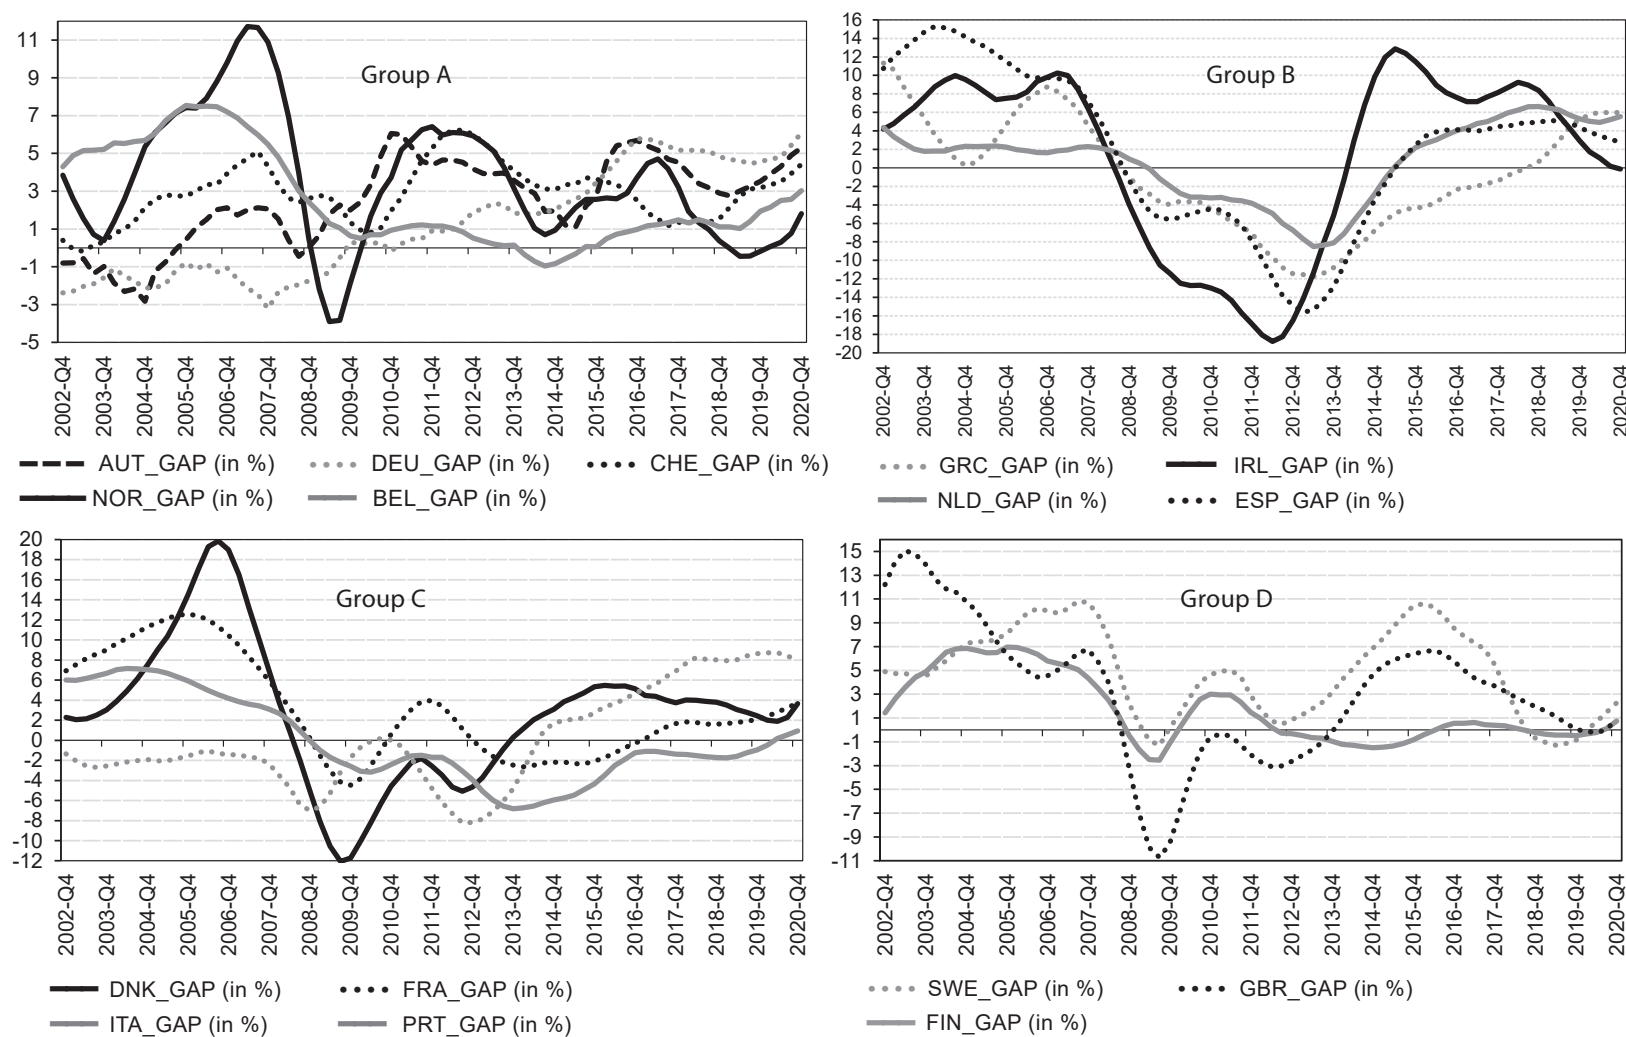 Group A
11
9
7
5
3
1
-1
-3
-5
2002-Q4
2003-Q4
2004-Q4
2005-Q4
2006-Q4
2007-Q4
2008-Q4
2009-Q4
2010-Q4
2011-Q4
2012-Q4
2013-Q4
2014-Q4
2015-Q4
2016-Q4
2017-Q4
2018-Q4
2019-Q4
2020-Q4
AUT_GAP (in %) DEU_GAP (in %) CHE_GAP (in %)
NOR_GAP (in %) BEL_GAP (in %)
Group B
16
14
12
10
8
6
4
2
0
-2
-4
-6
-8
-10
-12
-14
-16
-18
-20
2002-Q4
2003-Q4
2004-Q4
2005-Q4
2006-Q4
2007-Q4
2008-Q4
2009-Q4
2010-Q4
2011-Q4
2012-Q4
2013-Q4
2014-Q4
2015-Q4
2016-Q4
2017-Q4
2018-Q4
2019-Q4
2020-Q4
GRC_GAP (in %) IRL_GAP (in %)
NLD_GAP (in %) ESP_GAP (in %)
Group C
20
18
16
14
12
10
8
6
4
2
0
-2
-4
-6
-8
-10
-12
2002-Q4
2003-Q4
2004-Q4
2005-Q4
2006-Q4
2007-Q4
2008-Q4
2009-Q4
2010-Q4
2011-Q4
2012-Q4
2013-Q4
2014-Q4
2015-Q4
2016-Q4
2017-Q4
2018-Q4
2019-Q4
2020-Q4
DNK_GAP (in %) FRA_GAP (in %)
ITA_GAP (in %) PRT_GAP (in %)
Group D
15
13
11
9
7
5
3
1
-1
-3
-5
-7
-9
-11
2002-Q4
2003-Q4
2004-Q4
2005-Q4
2006-Q4
2007-Q4
2008-Q4
2009-Q4
2010-Q4
2011-Q4
2012-Q4
2013-Q4
2014-Q4
2015-Q4
2016-Q4
2017-Q4
2018-Q4
2019-Q4
2020-Q4
SWE_GAP (in %) GBR_GAP (in %)
FIN_GAP (in %)